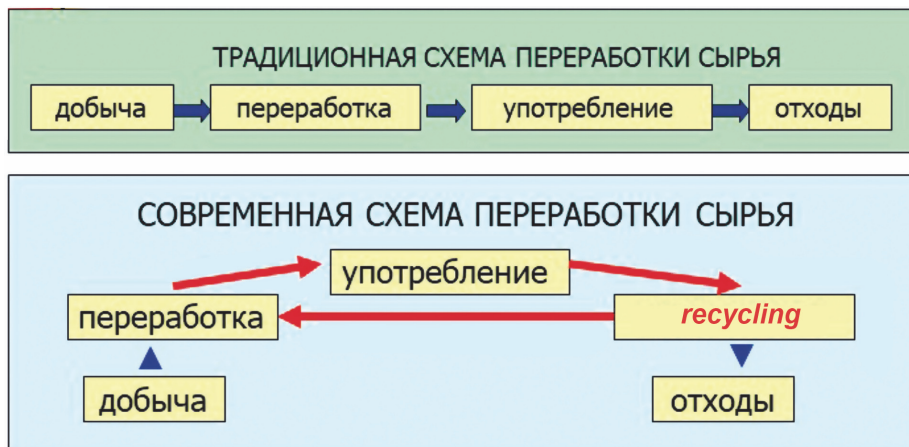 ТРАДИЦИОННАЯ СХЕМА ПЕРЕРАБОТКИ СЫРЬЯ
добыча
переработка
употребление
отходы
СОВРЕМЕННАЯ СХЕМА ПЕРЕРАБОТКИ СЫРЬЯ
употребление
переработка
recycling
добыча
отходы